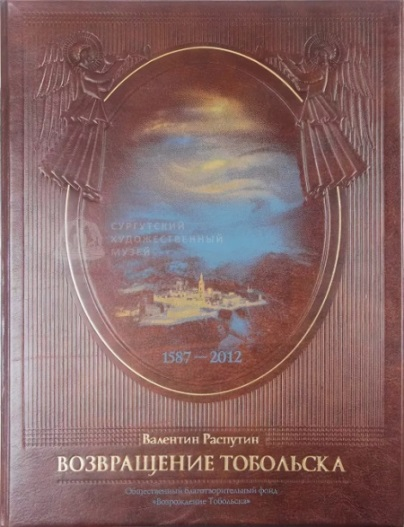 СУРГУТСКИЙ
ХУДОЖЕСТВЕННЫЙ
МУЗЕЙ
1587—2012
Валентин Распутин
ВОЗВРАЩЕНИЕ ТОБОЛЬСКА
Общественный благотворительный фонд
«Возрождение Тобольска»